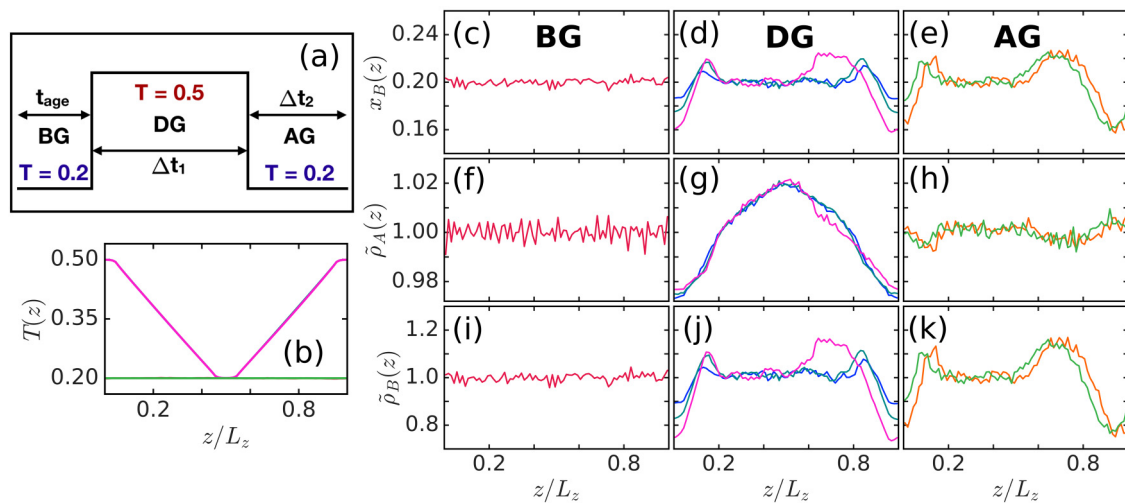 (a)
t_age
BG
T = 0.2
T = 0.5
DG
Δt₁
Δt₂
AG
T = 0.2
0.50
0.35
0.20
T(z)
(b)
0.2
0.8
z/L_z
(c)
BG
(d)
DG
(e)
AG
0.24
0.20
0.16
x_B(z)
(f)
(g)
(h)
1.02
1.00
0.98
ρ̃_A(z)
(i)
(j)
(k)
1.2
1.0
0.8
ρ̃_B(z)
0.2
0.8
0.2
0.8
0.2
0.8
z/L_z
z/L_z
z/L_z